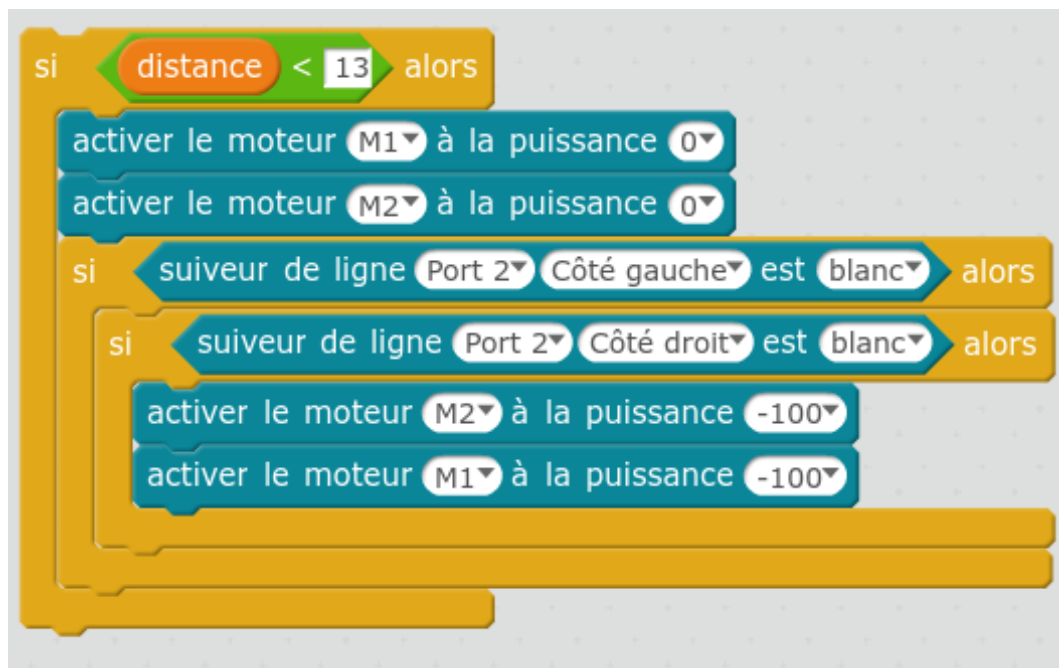 si distance < 13 alors
activer le moteur M1 à la puissance 0
activer le moteur M2 à la puissance 0
si suiveur de ligne Port 2 Côté gauche est blanc alors
si suiveur de ligne Port 2 Côté droit est blanc alors
activer le moteur M2 à la puissance -100
activer le moteur M1 à la puissance -100